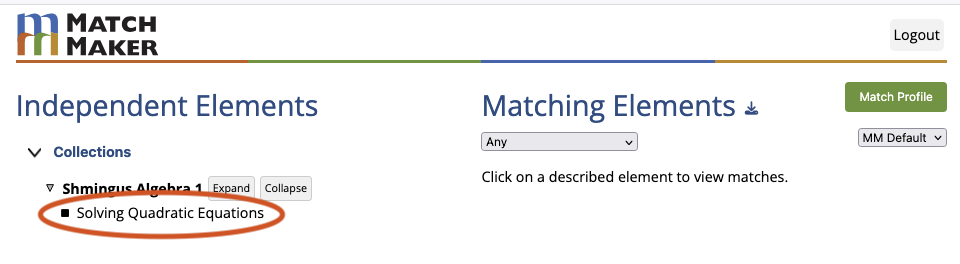 MATCH
MAKER
Logout
Independent Elements
Collections
Shmingus Algebra 1 Expand Collapse
Solving Quadratic Equations
Matching Elements
Match Profile
Any
MM Default
Click on a described element to view matches.